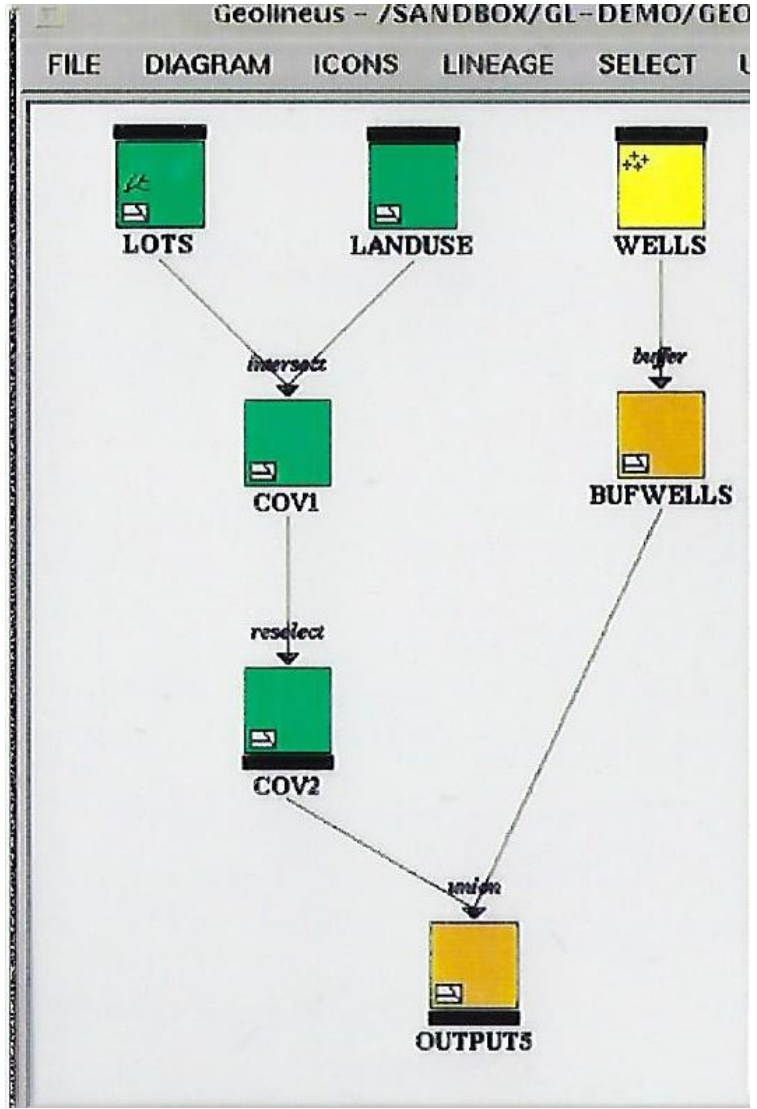 Geolineus - /SANDBOX/GL-DEMO/GEO
FILE DIAGRAM ICONS LINEAGE SELECT
LOTS LANDUSE WELLS
intersect buffer
COV1 BUFWELLS
reselect
COV2
union
OUTPUT5